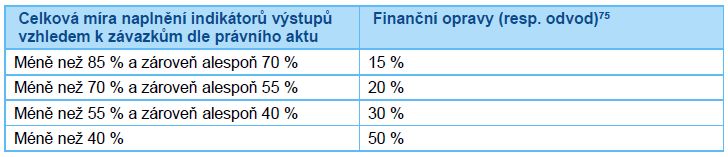 Celková míra naplnění indikátorů výstupů
vzhledem k závazkům dle právního aktu
Finanční opravy (resp. odvod)75
Méně než 85 % a zároveň alespoň 70 % 15 %
Méně než 70 % a zároveň alespoň 55 % 20 %
Méně než 55 % a zároveň alespoň 40 % 30 %
Méně než 40 % 50 %